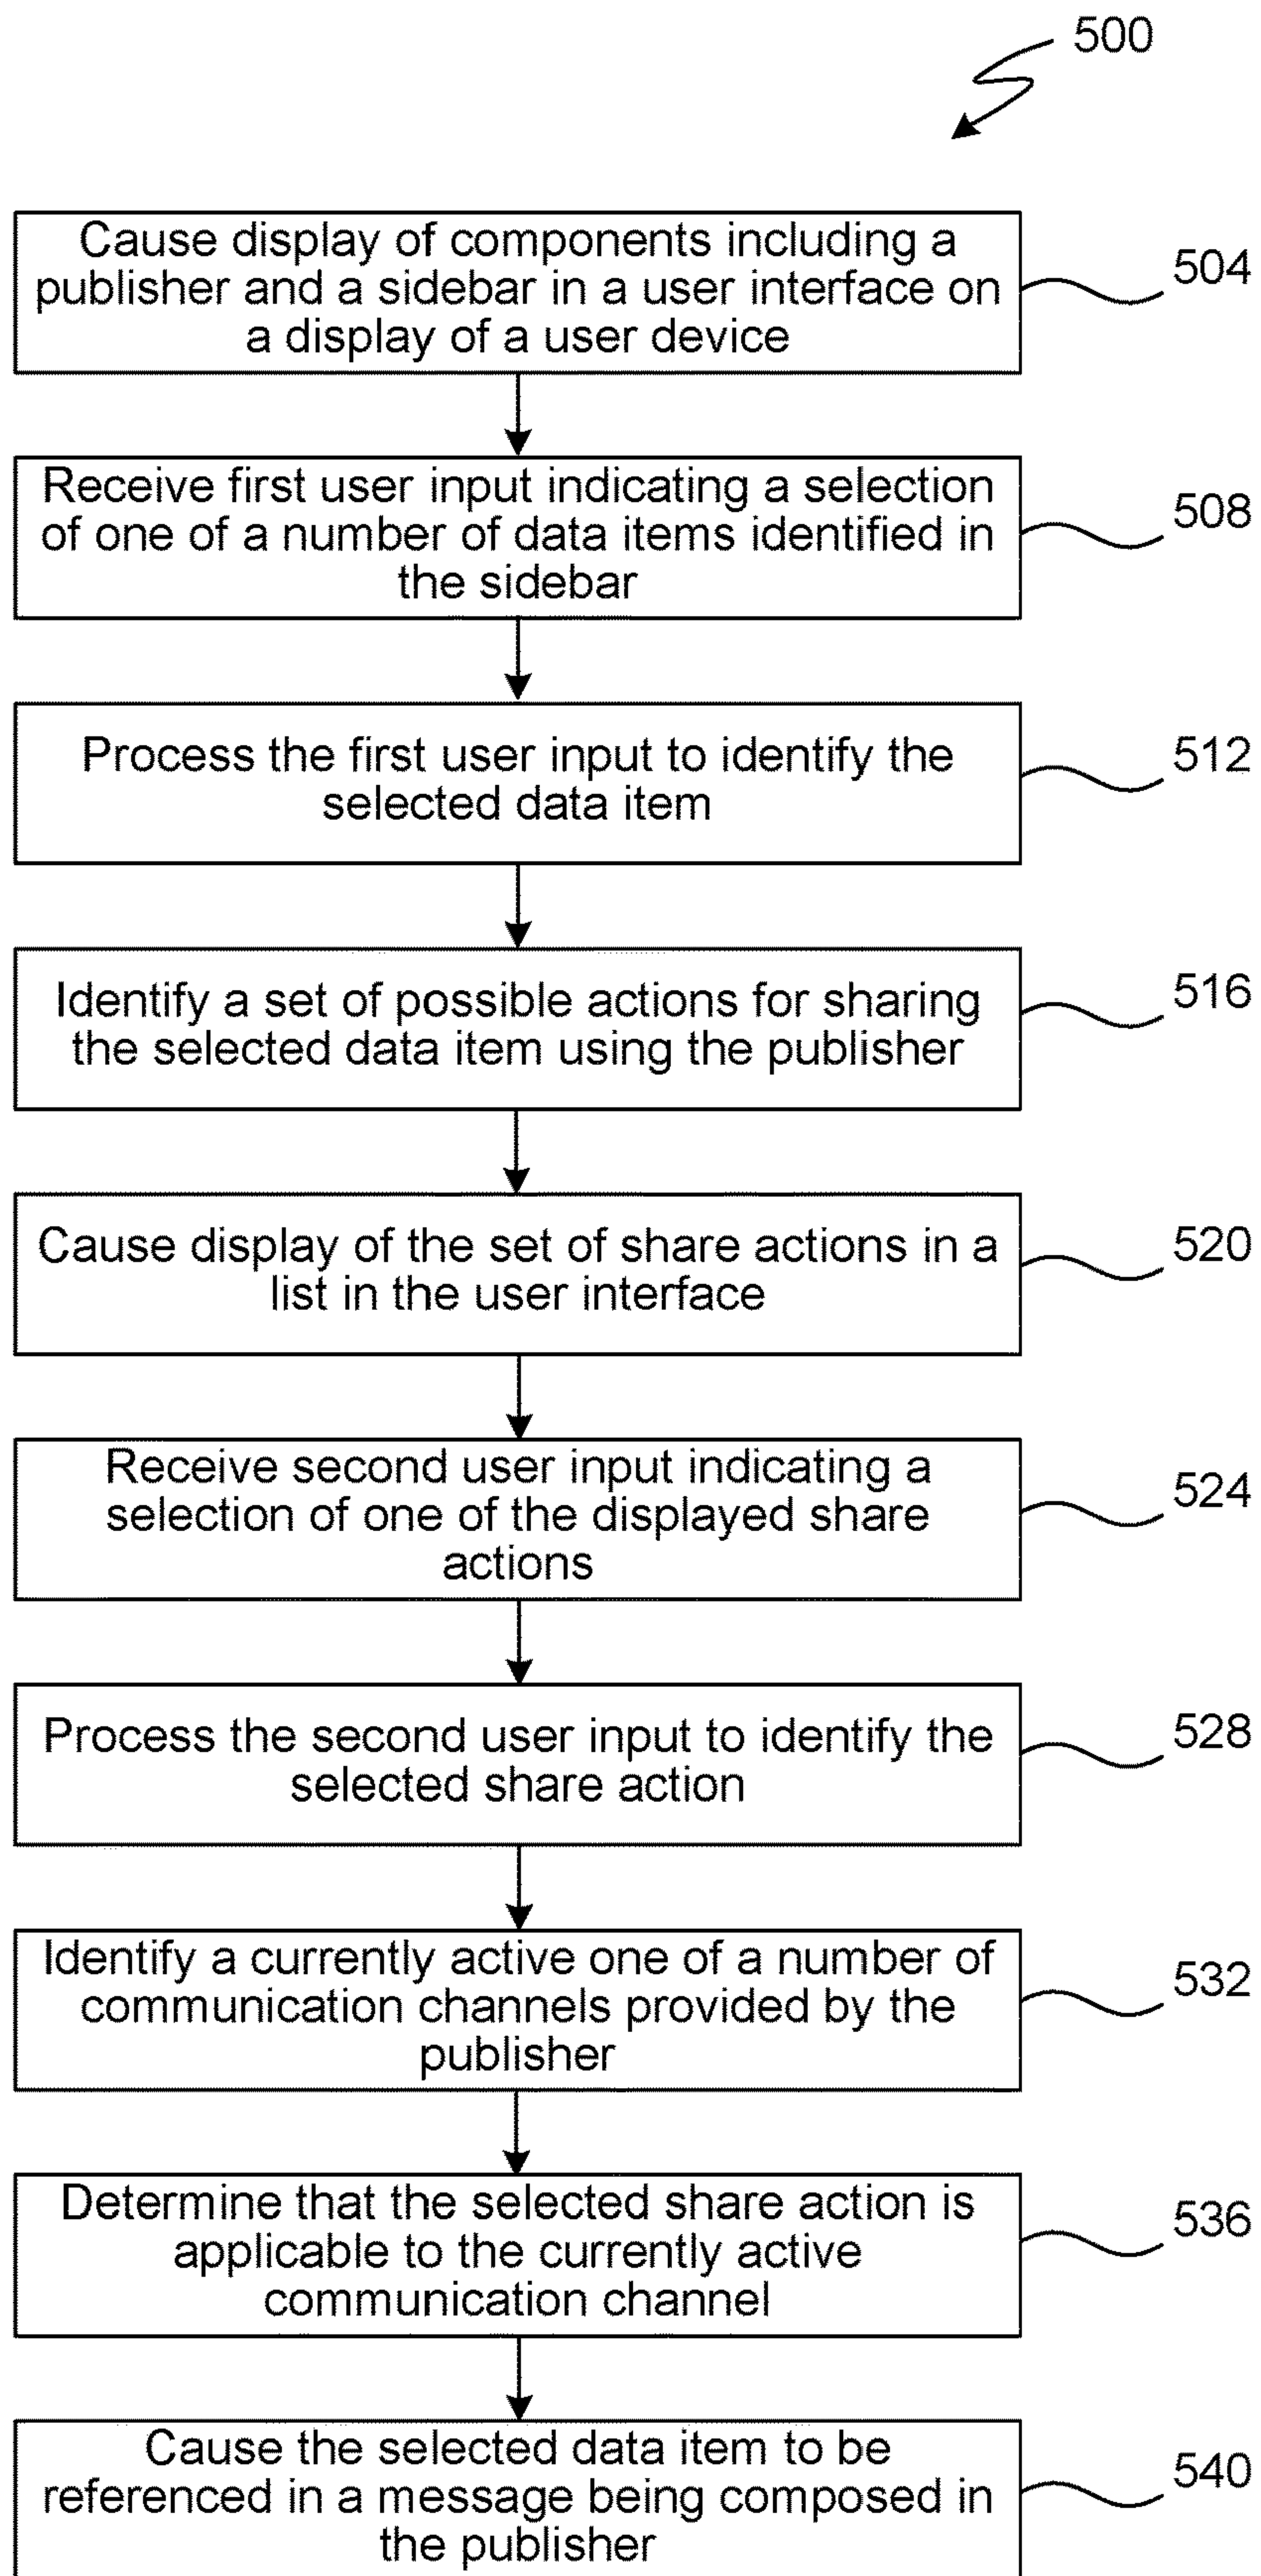 500
Cause display of components including a
publisher and a sidebar in a user interface on
a display of a user device
504
Receive first user input indicating a selection
of one of a number of data items identified in
the sidebar
508
Process the first user input to identify the
selected data item
512
Identify a set of possible actions for sharing
the selected data item using the publisher
516
Cause display of the set of share actions in a
list in the user interface
520
Receive second user input indicating a
selection of one of the displayed share
actions
524
Process the second user input to identify the
selected share action
528
Identify a currently active one of a number of
communication channels provided by the
publisher
532
Determine that the selected share action is
applicable to the currently active
communication channel
536
Cause the selected data item to be
referenced in a message being composed in
the publisher
540